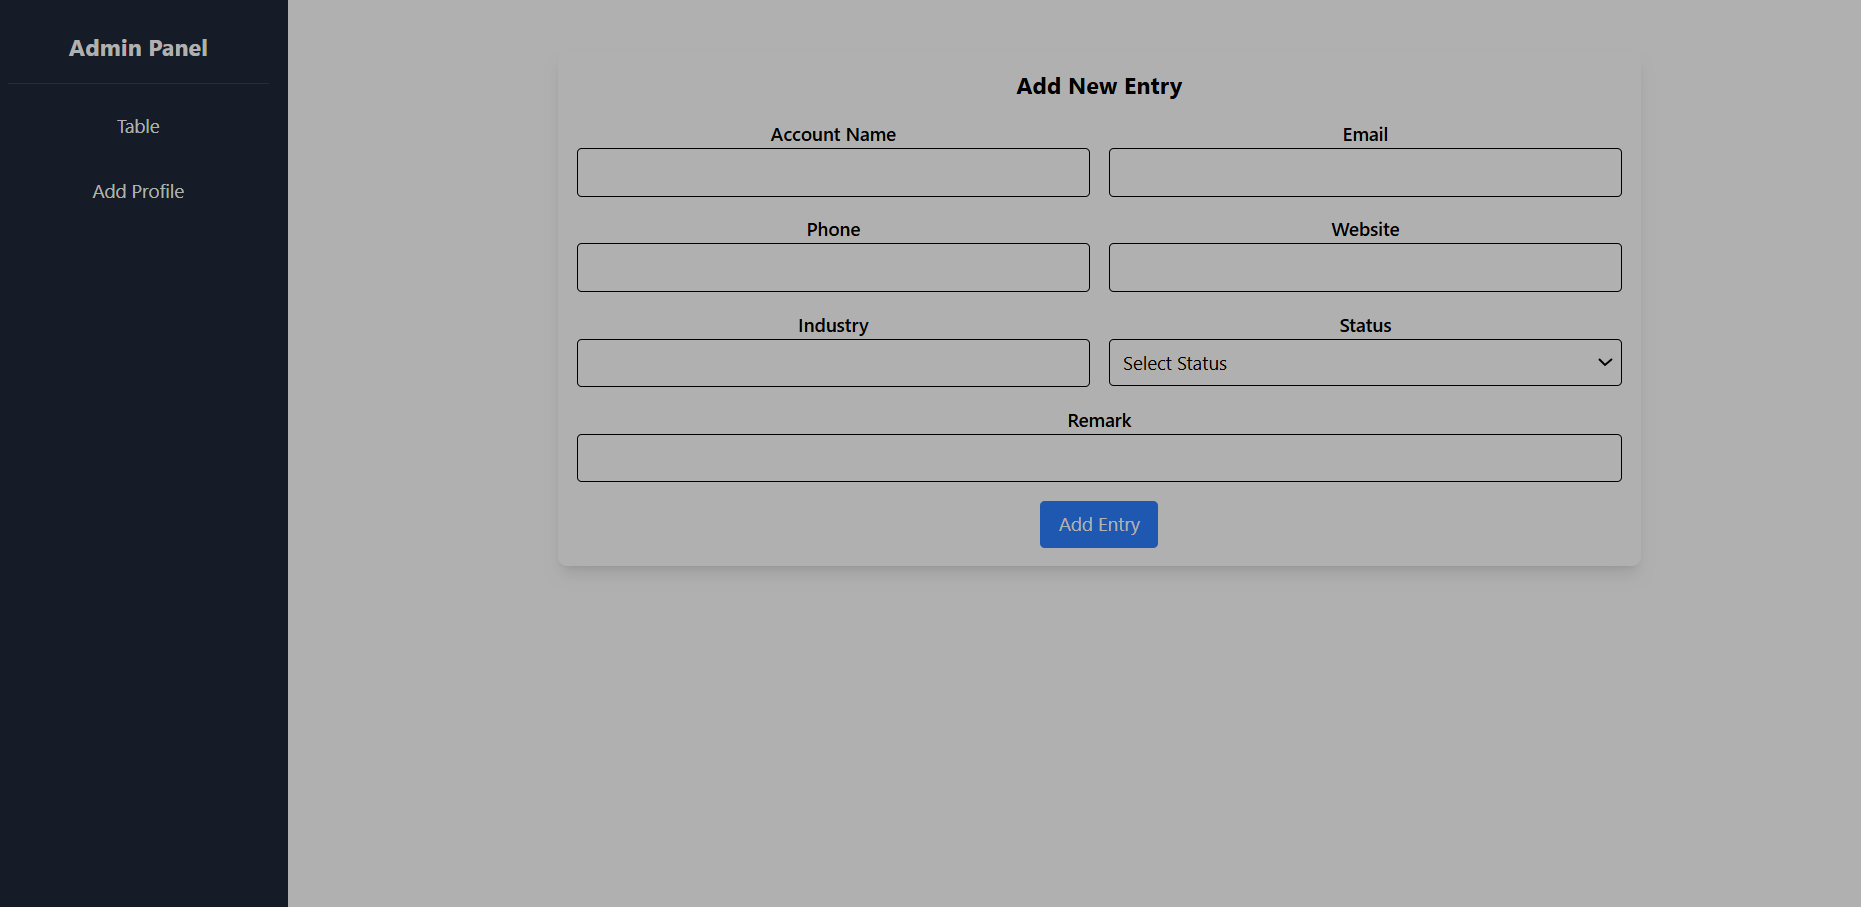 Admin Panel
Table
Add Profile
Add New Entry
Account Name
Email
Phone
Website
Industry
Status
Select Status
Remark
Add Entry